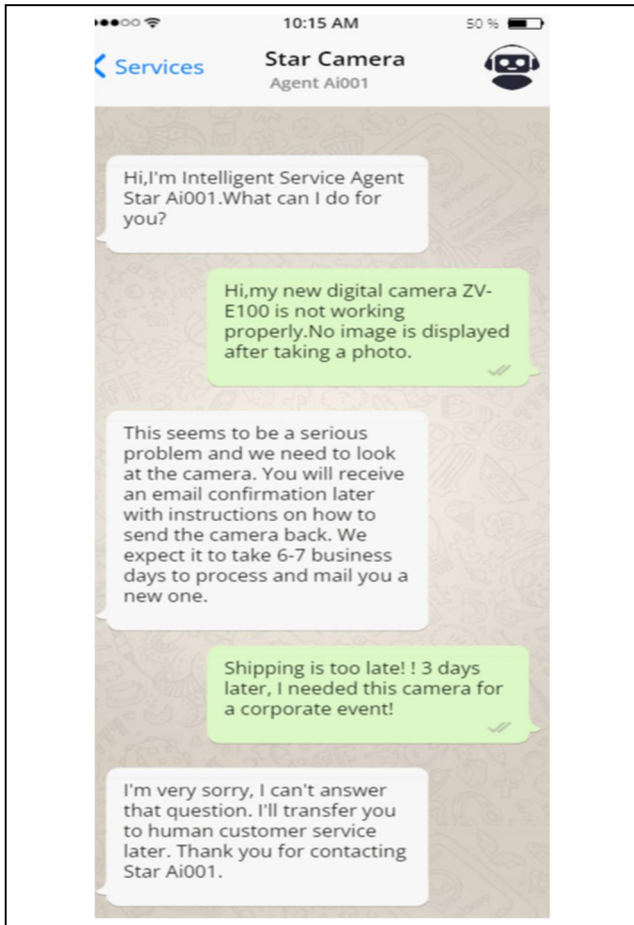 10:15 AM
50 %
Services
Star Camera
Agent Ai001
Hi,I'm Intelligent Service Agent
Star Ai001.What can I do for
you?
Hi,my new digital camera ZV-
E100 is not working
properly.No image is displayed
after taking a photo.
This seems to be a serious
problem and we need to look
at the camera. You will receive
an email confirmation later
with instructions on how to
send the camera back. We
expect it to take 6-7 business
days to process and mail you a
new one.
Shipping is too late! ! 3 days
later, I needed this camera for
a corporate event!
I'm very sorry, I can't answer
that question. I'll transfer you
to human customer service
later. Thank you for contacting
Star Ai001.